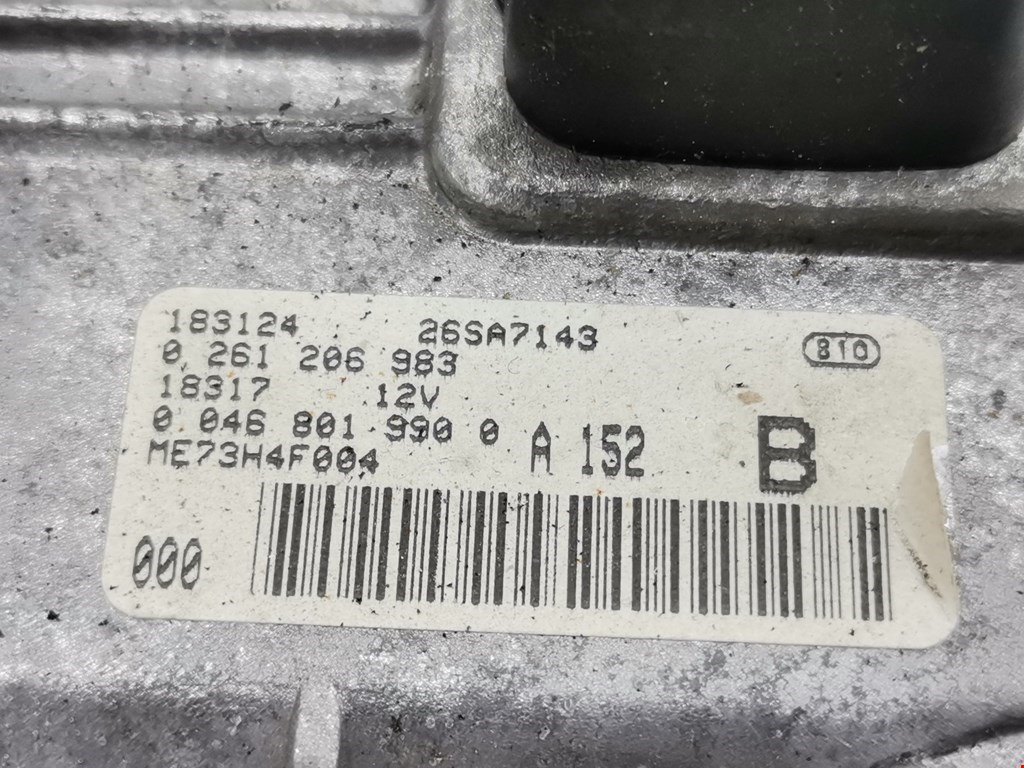 183124 26SA7143
0 261 206 983 810
18317 12V
0 046 801 990 0 A 152 B
ME73H4F004
000